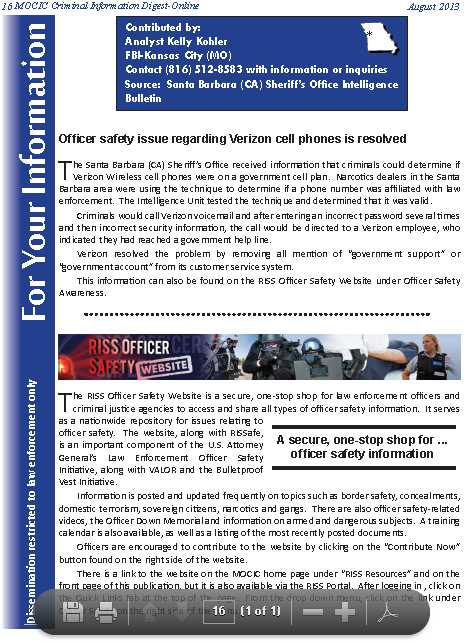 16 MOCIC Criminal Information Digest-Online
August 2013
For Your Information
Dissemination restricted to law enforcement only
Contributed by:
Analyst Kelly Kohler
FBI-Kansas City (MO)
Contact (816) 512-8583 with information or inquiries
Source: Santa Barbara (CA) Sheriff's Office Intelligence
Bulletin
Officer safety issue regarding Verizon cell phones is resolved
The Santa Barbara (CA) Sheriff's Office received information that criminals could determine if
Verizon Wireless cell phones were on a government cell plan. Narcotics dealers in the Santa
Barbara area were using the technique to determine if a phone number was affiliated with law
enforcement. The Intelligence Unit tested the technique and determined that it was valid.
Criminals would call Verizon voicemail and after entering an incorrect password several times
and then incorrect security information, the call would be directed to a Verizon employee, who
indicated they had reached a government help line.
Verizon resolved the problem by removing all mention of "government support" or
"government account" from its customer service system.
This information can also be found on the RISS Officer Safety Website under Officer Safety
Awareness.
RISS OFFICER
SAFETY WEBSITE
The RISS Officer Safety Website is a secure, one-stop shop for law enforcement officers and
criminal justice agencies to access and share all types of officer safety information. It serves
as a nationwide repository for issues relating to
officer safety. The website, along with RISSafe,
is an important component of the U.S. Attorney
General's Law Enforcement Officer Safety
Initiative, along with VALOR and the Bulletproof
Vest Initiative.
A secure, one-stop shop for ...
officer safety information
Information is posted and updated frequently on topics such as border safety, concealments,
domestic terrorism, sovereign citizens, narcotics and gangs. There are also officer safety-related
videos, the Officer Down Memorial and information on armed and dangerous subjects. A training
calendar is also available, as well as a listing of the most recently posted documents.
Officers are encouraged to contribute to the website by clicking on the "Contribute Now"
button found on the right side of the website.
There is a link to the website on the MOCIC home page under "RISS Resources" and on the
front page of this publication, but it is also available via the RISS Portal. After logging in, click on
the Quick Links tab at the top of the page. From the drop down menu, click on the link under
16 (1 of 1)